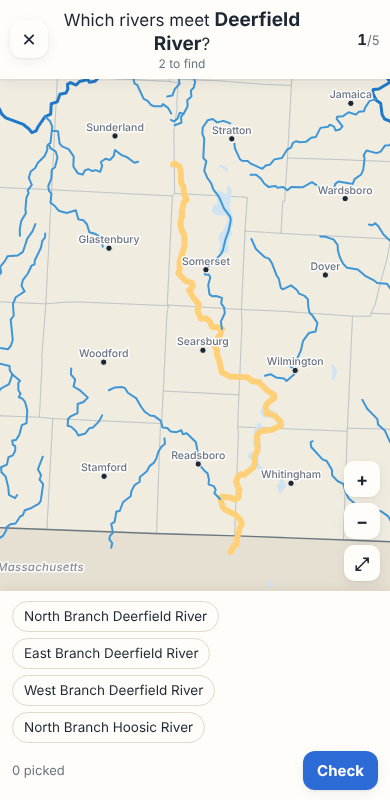 Which rivers meet Deerfield
River?
2 to find
1/5
Jamaica
Sunderland
Stratton
Wardsboro
Glastenbury
Somerset
Dover
Searsburg
Woodford
Wilmington
Readsboro
Stamford
Whitingham
Massachusetts
North Branch Deerfield River
East Branch Deerfield River
West Branch Deerfield River
North Branch Hoosic River
0 picked
Check